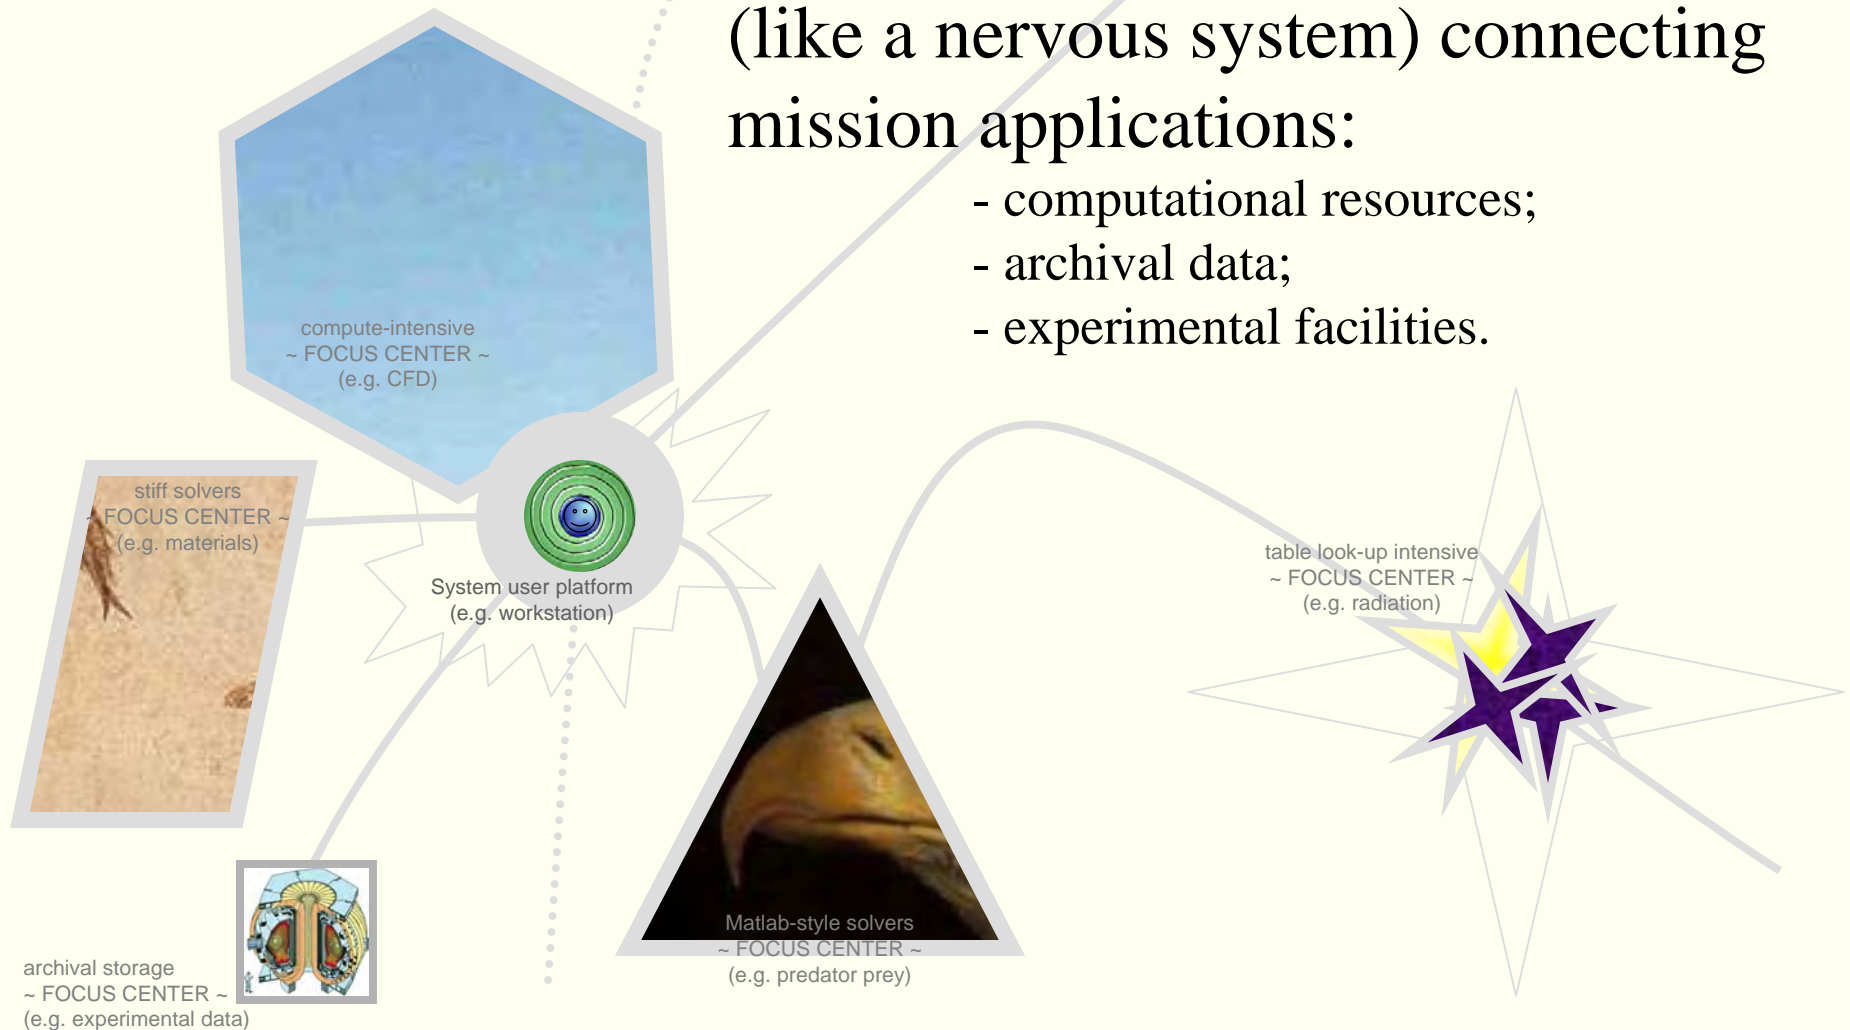 (like a nervous system) connecting
mission applications:
- computational resources;
- archival data;
- experimental facilities.
compute-intensive
~ FOCUS CENTER ~
(e.g. CFD)
stiff solvers
~ FOCUS CENTER ~
(e.g. materials)
System user platform
(e.g. workstation)
table look-up intensive
~ FOCUS CENTER ~
(e.g. radiation)
Matlab-style solvers
~ FOCUS CENTER ~
(e.g. predator prey)
archival storage
~ FOCUS CENTER ~
(e.g. experimental data)